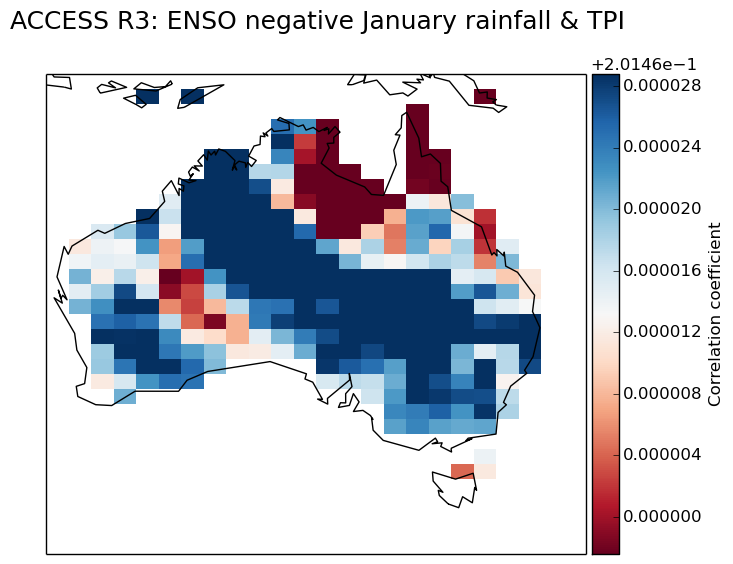 ACCESS R3: ENSO negative January rainfall & TPI
+2.0146e−1
0.000028
0.000024
0.000020
0.000016
0.000012
0.000008
0.000004
0.000000
Correlation coefficient